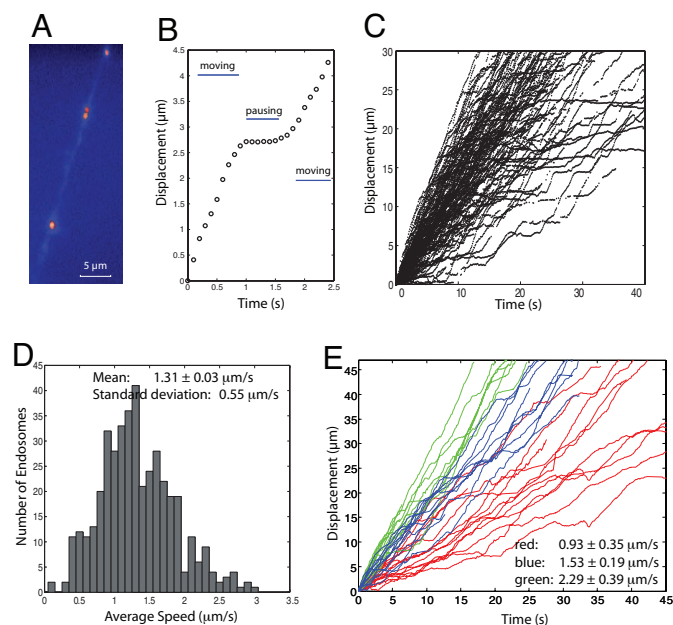 A
5 μm
B
Displacement (μm)
4.5
4
3.5
3
2.5
2
1.5
1
0.5
0
moving
pausing
moving
0 0.5 1 1.5 2 2.5
Time (s)
C
Displacement (μm)
30
25
20
15
10
5
0
0 10 20 30 40
Time (s)
D
Number of Endosomes
45
40
35
30
25
20
15
10
5
0
Mean: 1.31 ± 0.03 μm/s
Standard deviation: 0.55 μm/s
0 0.5 1 1.5 2 2.5 3 3.5
Average Speed (μm/s)
E
Displacement (μm)
45
40
35
30
25
20
15
10
5
0
red: 0.93 ± 0.35 μm/s
blue: 1.53 ± 0.19 μm/s
green: 2.29 ± 0.39 μm/s
0 5 10 15 20 25 30 35 40 45
Time (s)